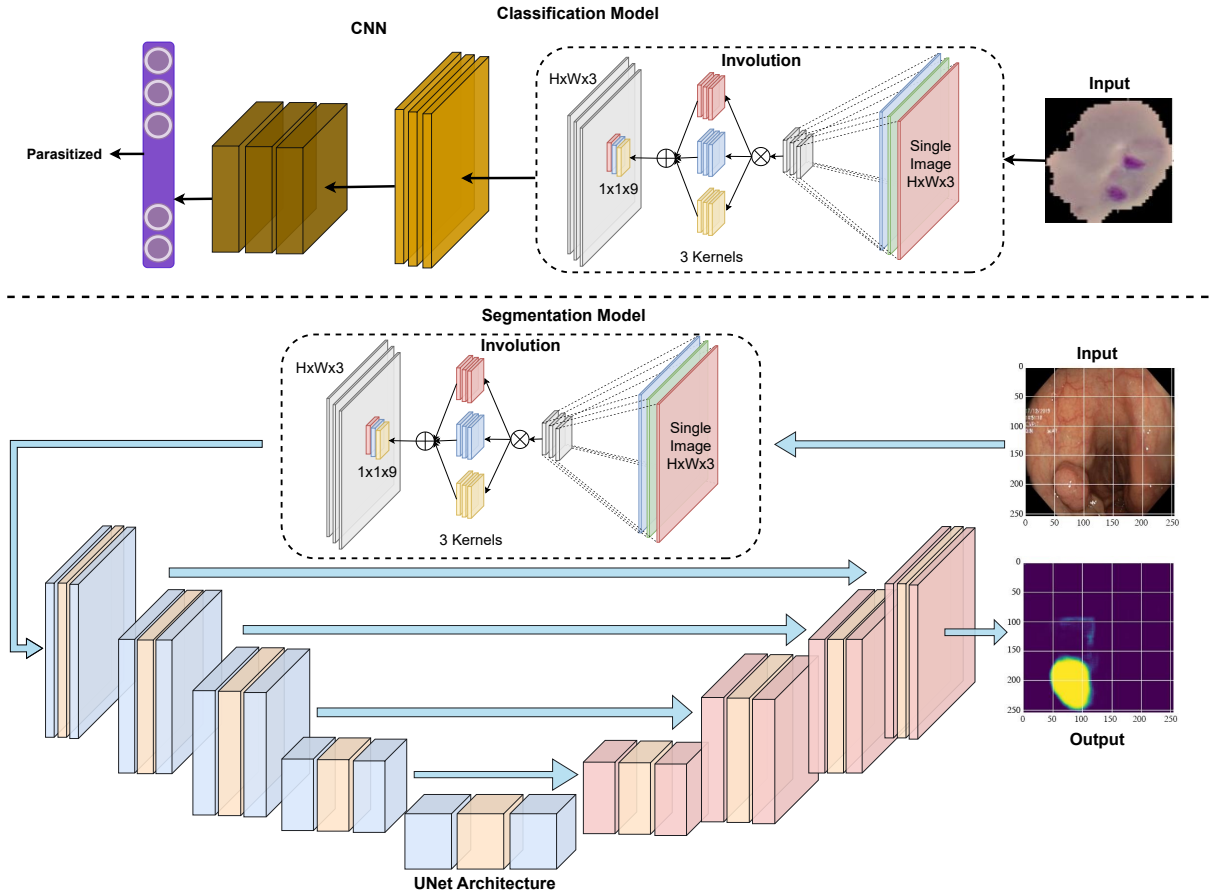 Classification Model
CNN
Involution
HxWx3
Input
Parasitized
Single
Image
HxWx3
1x1x9
3 Kernels
Segmentation Model
Involution
HxWx3
Input
Single
Image
HxWx3
1x1x9
3 Kernels
0
50
100
150
200
250
0 50 100 150 200 250
0
50
100
150
200
250
0 50 100 150 200 250
Output
UNet Architecture